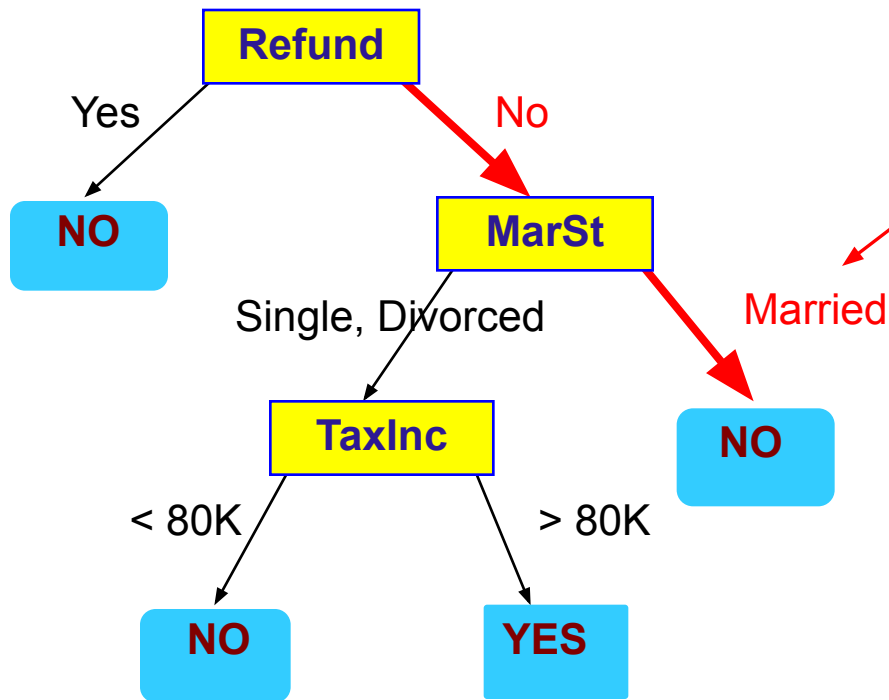 Refund
Yes
No
NO
MarSt
Single, Divorced
Married
TaxInc
NO
< 80K
> 80K
NO
YES